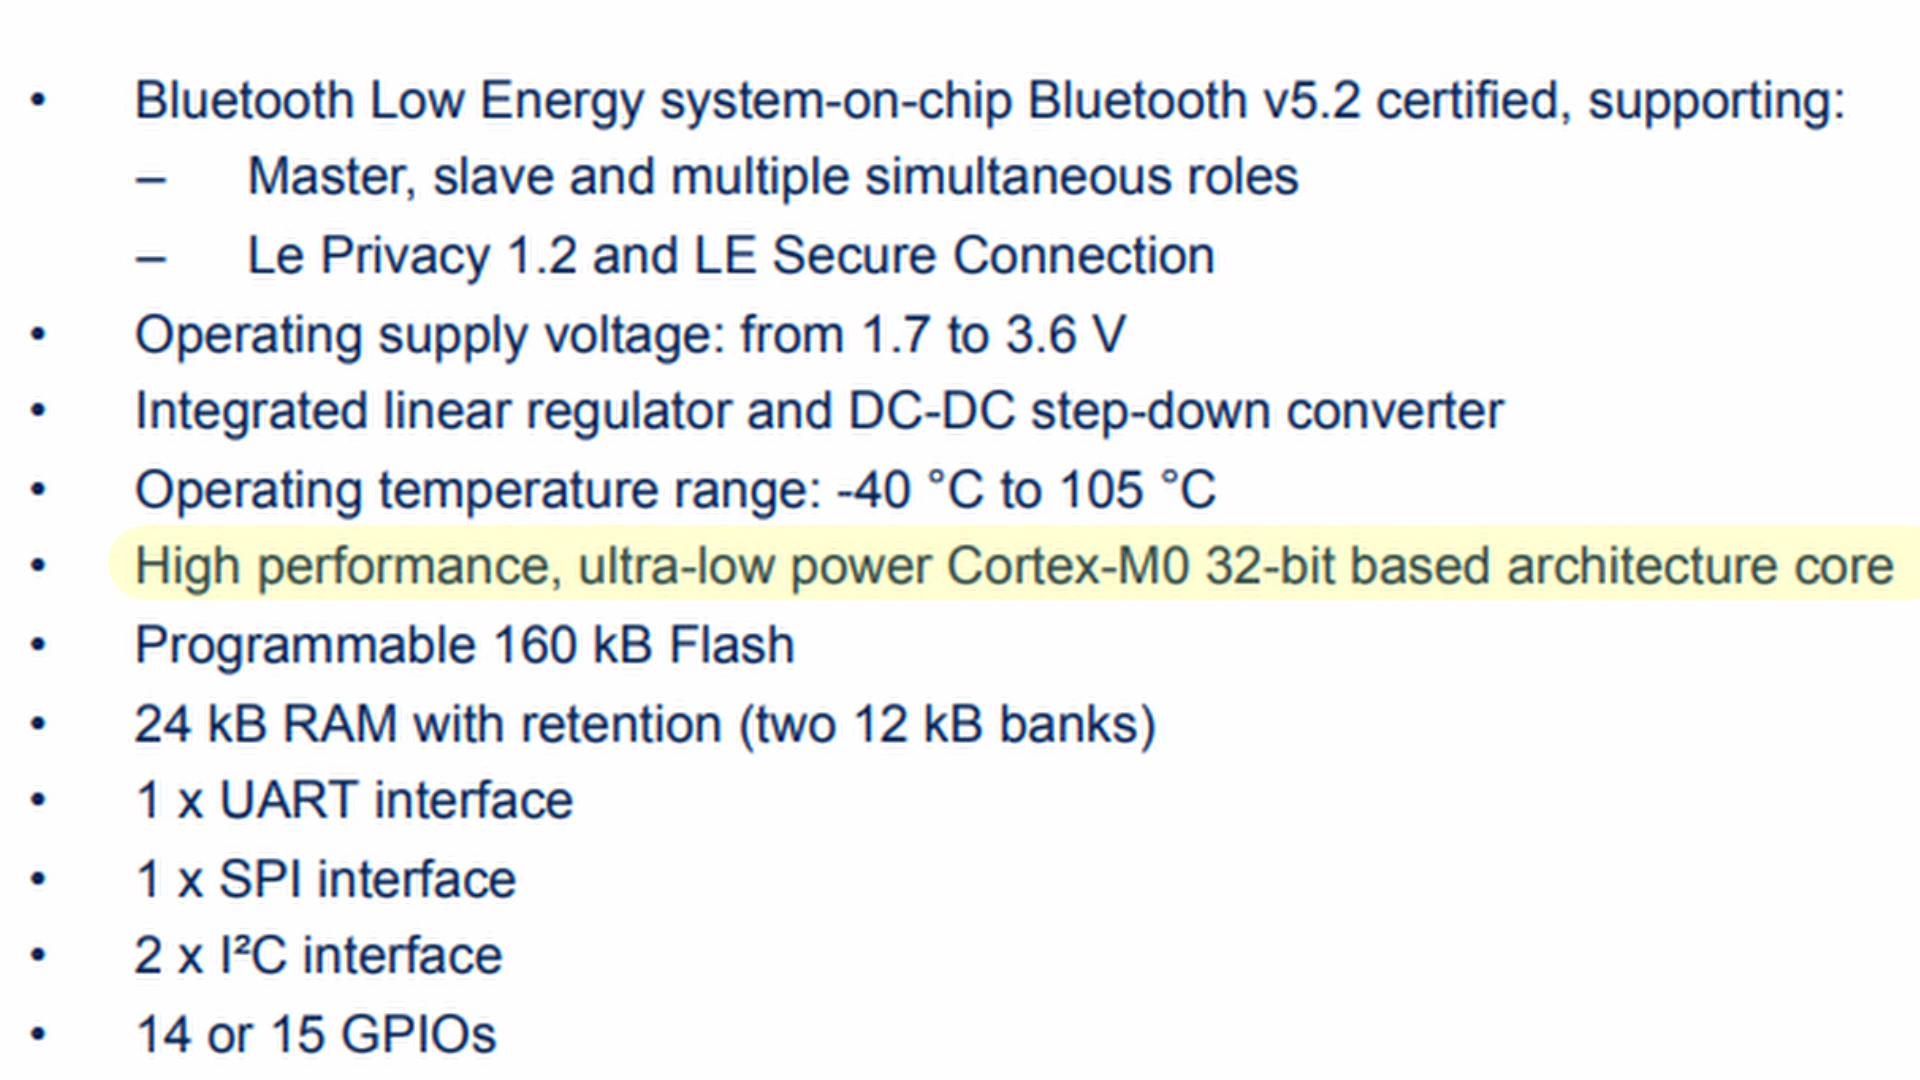 • Bluetooth Low Energy system-on-chip Bluetooth v5.2 certified, supporting:
– Master, slave and multiple simultaneous roles
– Le Privacy 1.2 and LE Secure Connection
• Operating supply voltage: from 1.7 to 3.6 V
• Integrated linear regulator and DC-DC step-down converter
• Operating temperature range: -40 °C to 105 °C
• High performance, ultra-low power Cortex-M0 32-bit based architecture core
• Programmable 160 kB Flash
• 24 kB RAM with retention (two 12 kB banks)
• 1 x UART interface
• 1 x SPI interface
• 2 x I²C interface
• 14 or 15 GPIOs